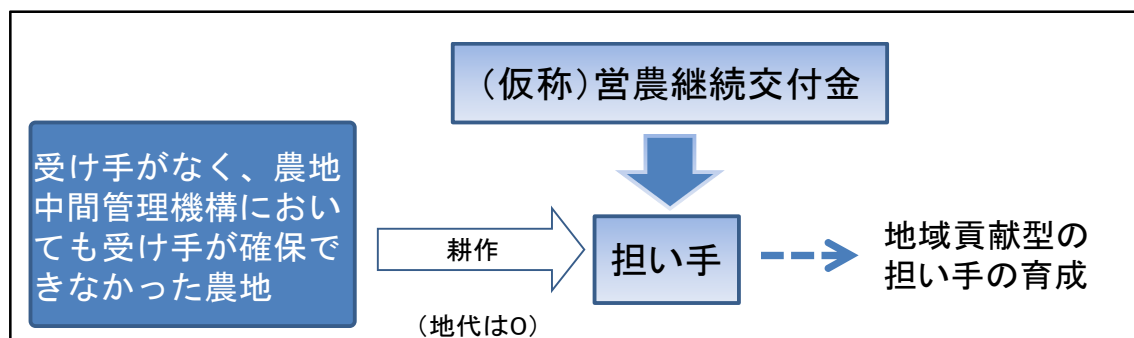 （仮称）営農継続交付金
受け手がなく、農地
中間管理機構におい
ても受け手が確保で
きなかった農地
耕作
（地代は0）
担い手
地域貢献型の
担い手の育成